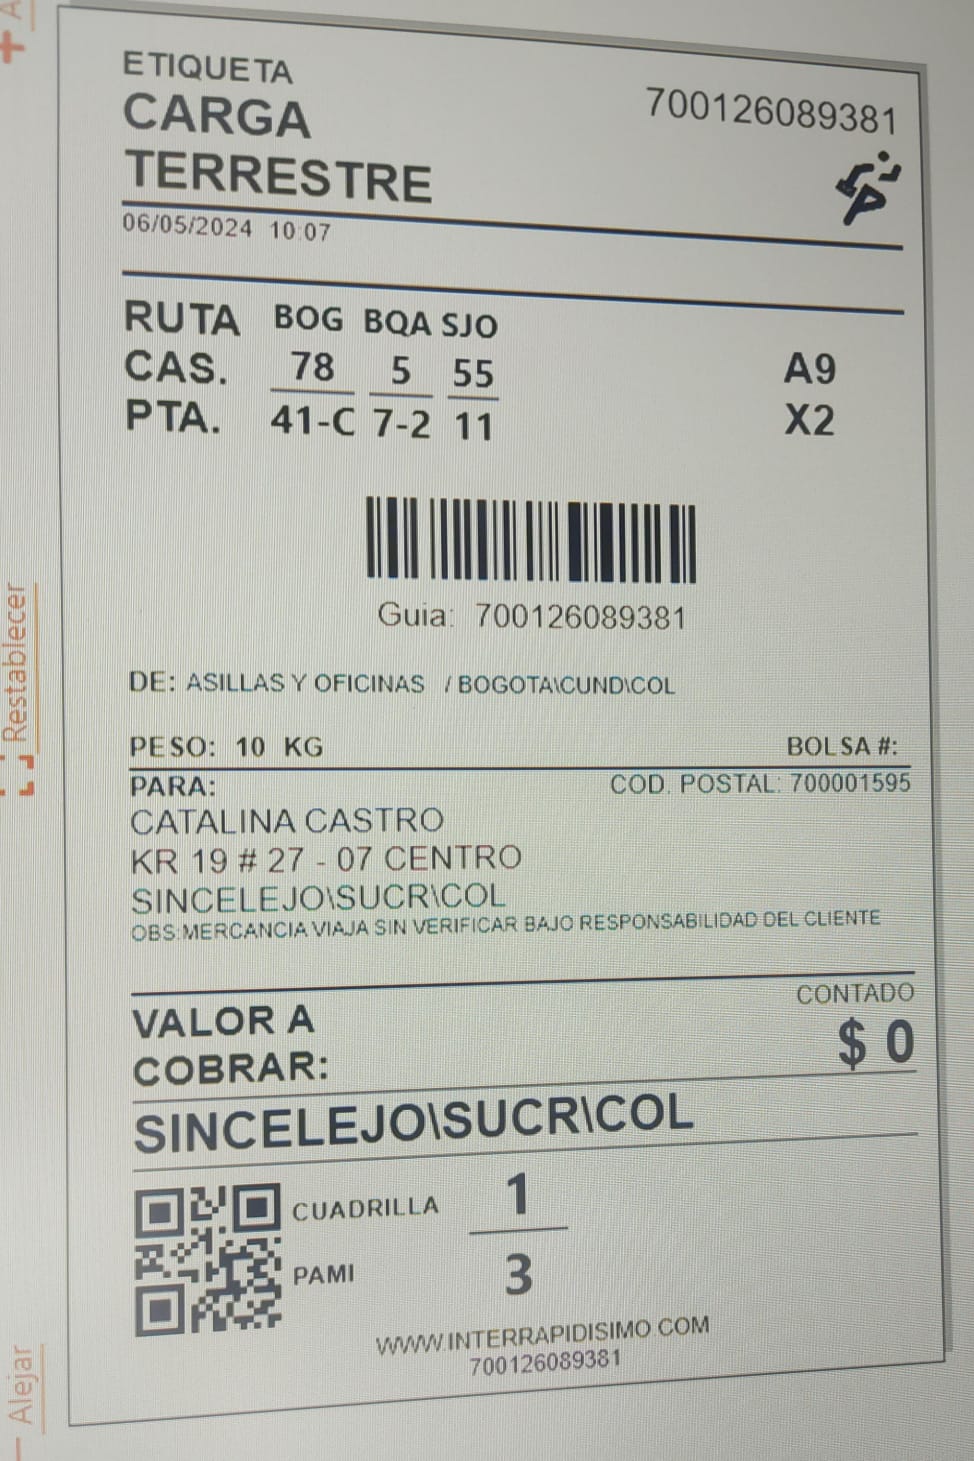 ETIQUETA
CARGA
TERRESTRE
700126089381
06/05/2024 10:07
RUTA BOG BQA SJO
CAS. 78 5 55 A9
PTA. 41-C 7-2 11 X2
Guia: 700126089381
DE: ASILLAS Y OFICINAS / BOGOTA\CUND\COL
PESO: 10 KG BOLSA #:
PARA: COD. POSTAL: 700001595
CATALINA CASTRO
KR 19 # 27 - 07 CENTRO
SINCELEJO\SUCR\COL
OBS:MERCANCIA VIAJA SIN VERIFICAR BAJO RESPONSABILIDAD DEL CLIENTE
CONTADO
VALOR A
COBRAR: $ 0
SINCELEJO\SUCR\COL
CUADRILLA 1
PAMI 3
WWW.INTERRAPIDISIMO.COM
700126089381
Restablecer
Alejar